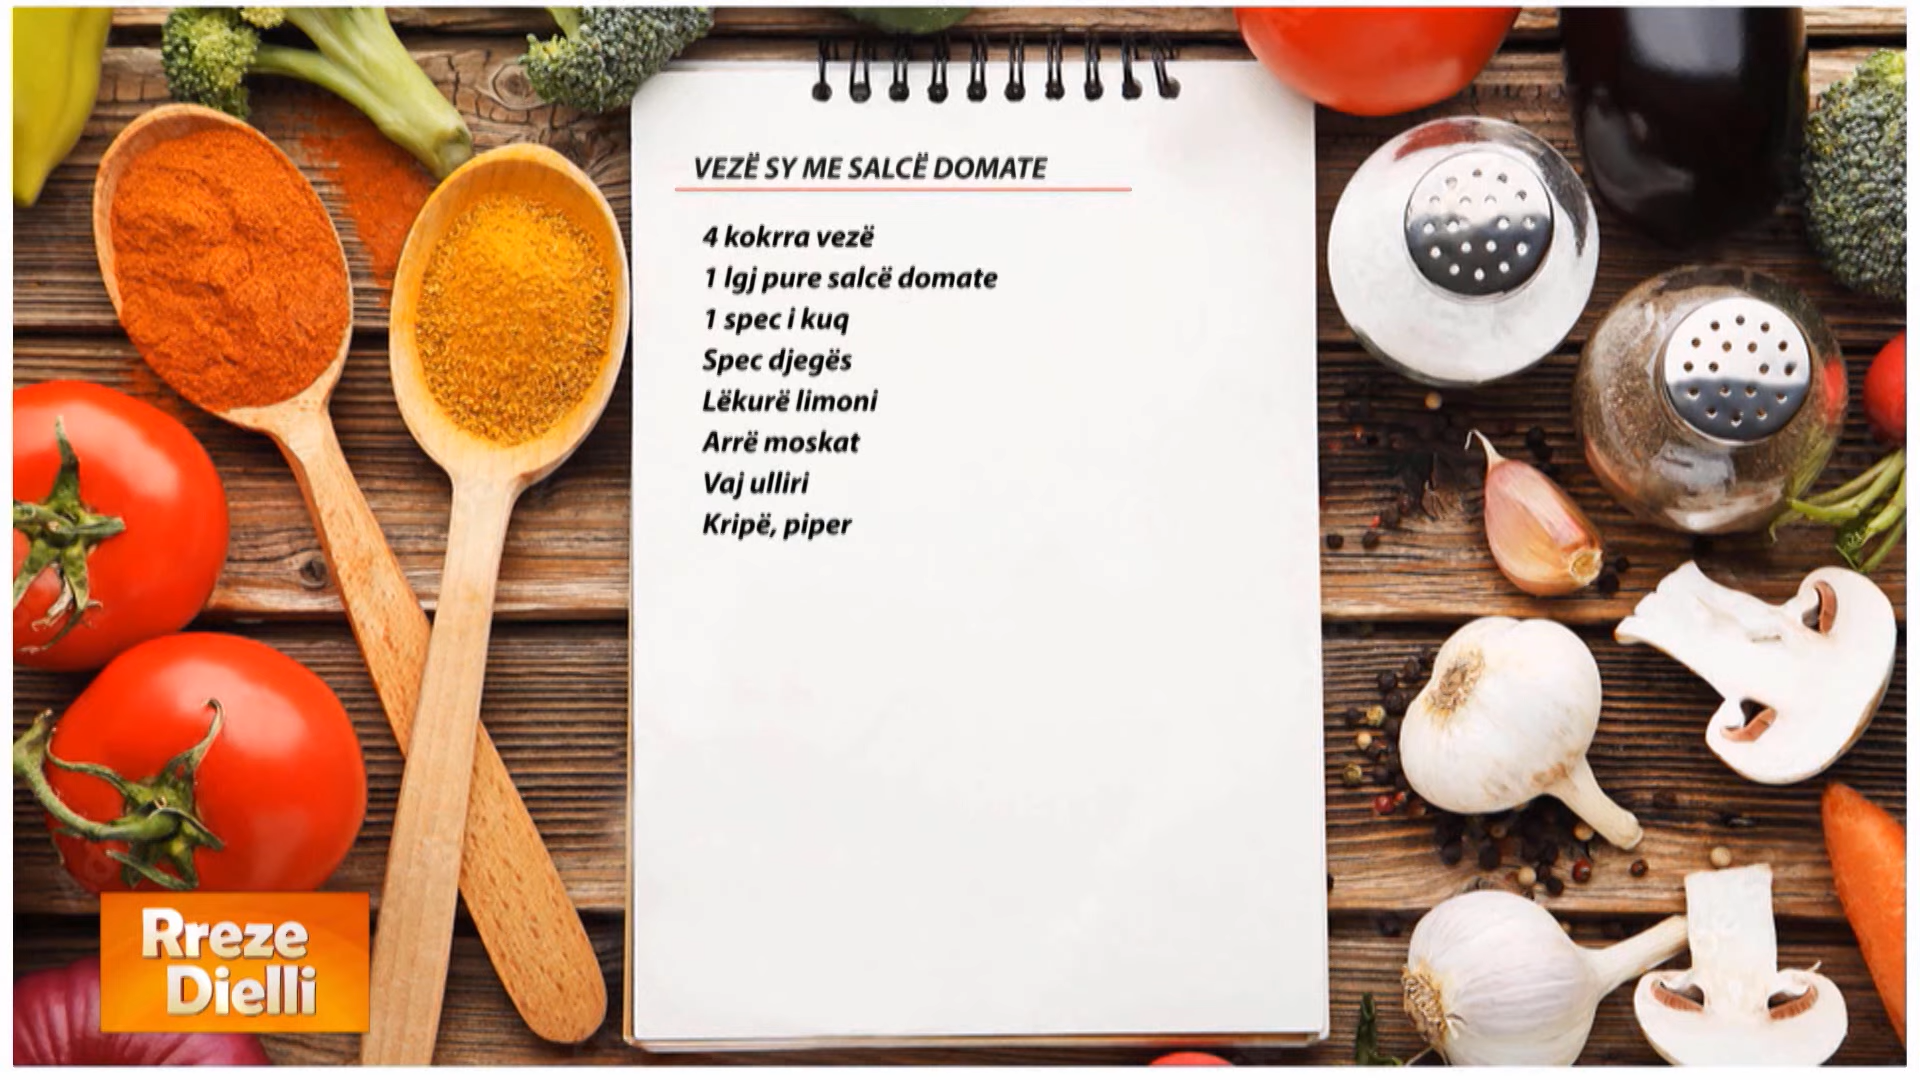 VEZË SY ME SALCË DOMATE
4 kokrra vezë
1 lgj pure salcë domate
1 spec i kuq
Spec djegës
Lëkurë limoni
Arrë moskat
Vaj ulliri
Kripë, piper
Rreze
Dielli